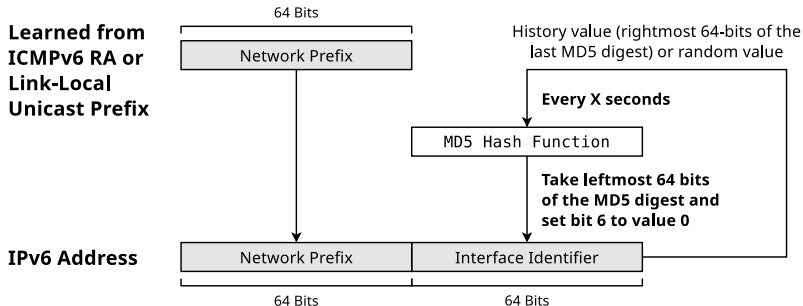 64 Bits
Learned from
ICMPv6 RA or
Link-Local
Unicast Prefix
Network Prefix
History value (rightmost 64-bits of the
last MD5 digest) or random value
Every X seconds
MD5 Hash Function
Take leftmost 64 bits
of the MD5 digest and
set bit 6 to value 0
IPv6 Address
Network Prefix
Interface Identifier
64 Bits
64 Bits